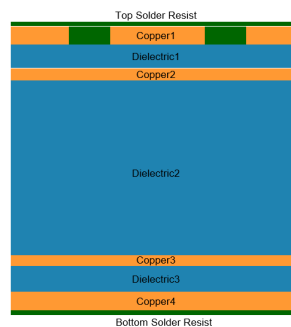 Top Solder Resist
Copper1
Dielectric1
Copper2
Dielectric2
Copper3
Dielectric3
Copper4
Bottom Solder Resist